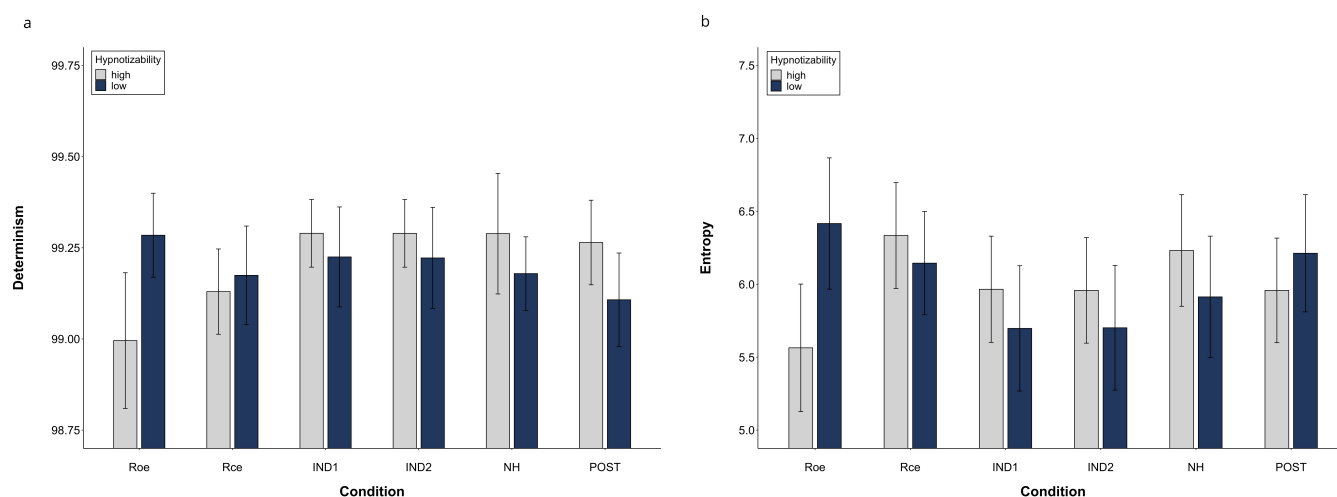 a
Hypnotizability
high
low
99.75
99.50
99.25
99.00
98.75
Determinism
Roe Rce IND1 IND2 NH POST
Condition
b
Hypnotizability
high
low
7.5
7.0
6.5
6.0
5.5
5.0
Entropy
Roe Rce IND1 IND2 NH POST
Condition